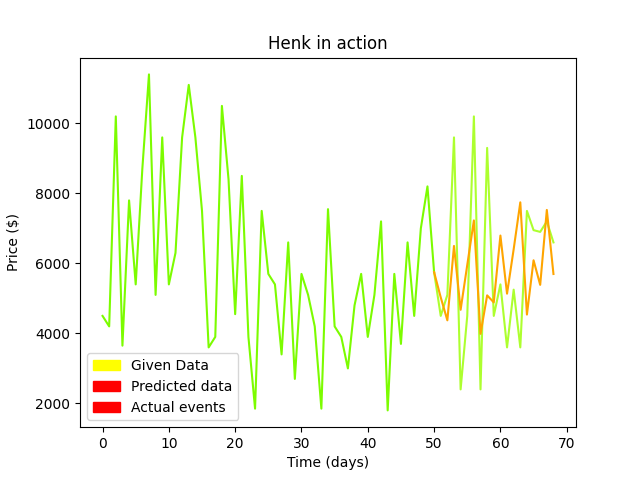 Henk in action
Price ($)
10000
8000
6000
4000
2000
Given Data
Predicted data
Actual events
0 10 20 30 40 50 60 70
Time (days)